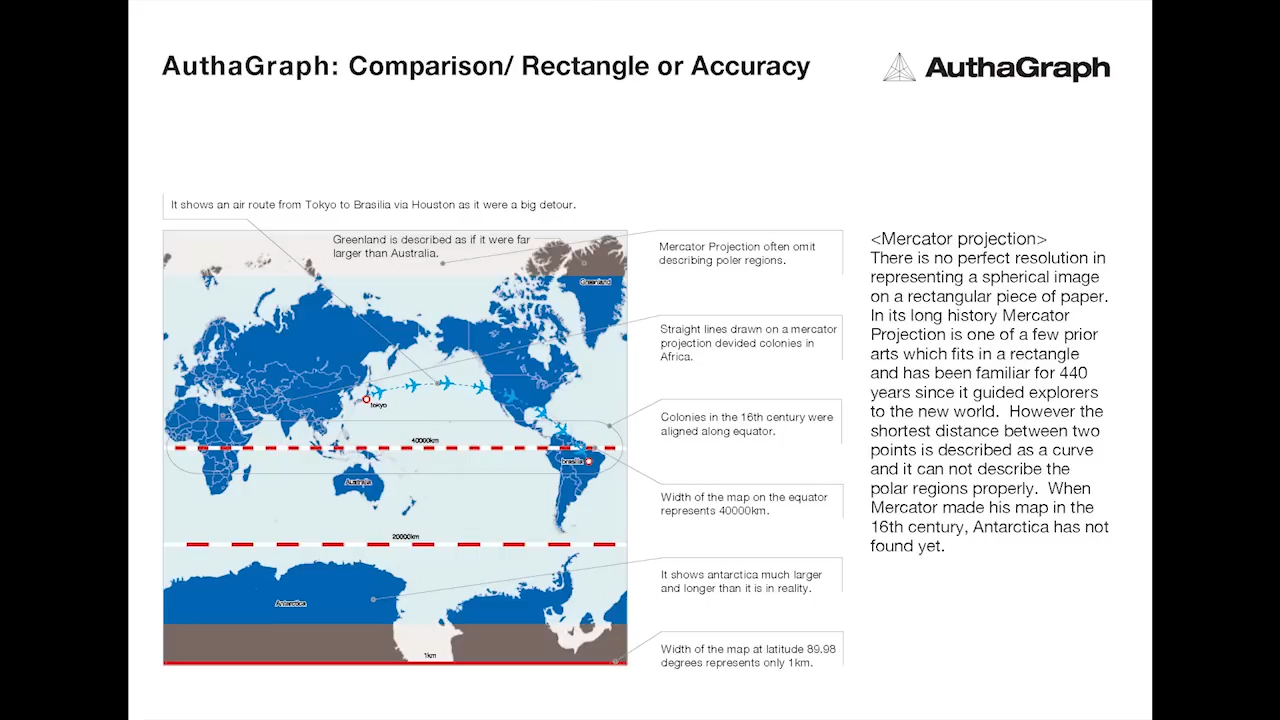 AuthaGraph: Comparison/ Rectangle or Accuracy
AuthaGraph
It shows an air route from Tokyo to Brasilia via Houston as it were a big detour.
Greenland is described as if it were far
larger than Australia.
Greenland
tokyo
40000km
brasilia
Australia
20000km
Antarctica
1km
Mercator Projection often omit
describing poler regions.
Straight lines drawn on a mercator
projection devided colonies in
Africa.
Colonies in the 16th century were
aligned along equator.
Width of the map on the equator
represents 40000km.
It shows antarctica much larger
and longer than it is in reality.
Width of the map at latitude 89.98
degrees represents only 1km.
<Mercator projection>
There is no perfect resolution in
representing a spherical image
on a rectangular piece of paper.
In its long history Mercator
Projection is one of a few prior
arts which fits in a rectangle
and has been familiar for 440
years since it guided explorers
to the new world.  However the
shortest distance between two
points is described as a curve
and it can not describe the
polar regions properly.  When
Mercator made his map in the
16th century, Antarctica has not
found yet.